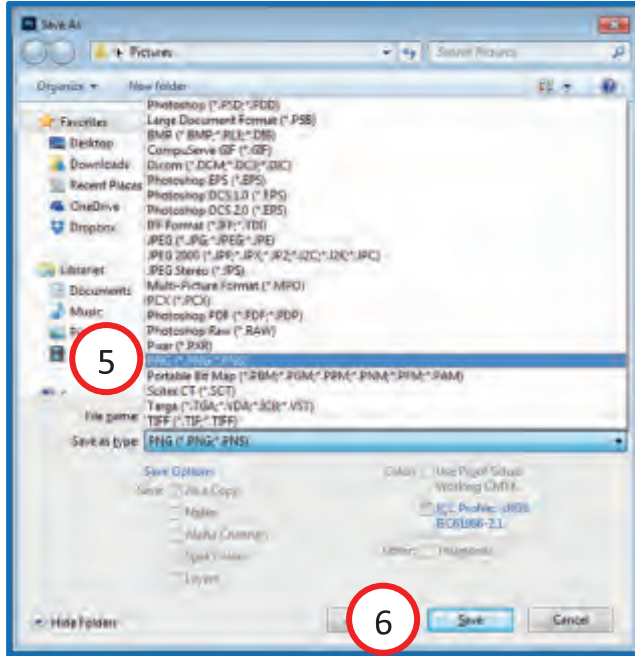 Save As
Pictures
Search Pictures
Organize
New folder
Photoshop (*.PSD;*.PDD)
Favorites
Large Document Format (*.PSB)
Desktop
BMP (*.BMP;*.RLE;*.DIB)
CompuServe GIF (*.GIF)
Downloads
Dicom (*.DCM;*.DC3;*.DIC)
Recent Places
Photoshop EPS (*.EPS)
Photoshop DCS 1.0 (*.EPS)
OneDrive
Photoshop DCS 2.0 (*.EPS)
Dropbox
IFF Format (*.IFF;*.TDI)
JPEG (*.JPG;*.JPEG;*.JPE)
JPEG 2000 (*.JPF;*.JPX;*.JP2;*.J2C;*.J2K;*.JPC)
Libraries
JPEG Stereo (*.JPS)
Documents
Multi-Picture Format (*.MPO)
PCX (*.PCX)
Music
Photoshop PDF (*.PDF;*.PDP)
Photoshop Raw (*.RAW)
Pixar (*.PXR)
5
PNG (*.PNG;*.PNS)
Portable Bit Map (*.PBM;*.PGM;*.PPM;*.PNM;*.PFM;*.PAM)
Scitex CT (*.SCT)
Targa (*.TGA;*.VDA;*.ICB;*.VST)
File name:
TIFF (*.TIF;*.TIFF)
Save as type:
PNG (*.PNG;*.PNS)
Save Options
Save:
As a Copy
Notes
Alpha Channels
Spot Colors
Layers
Color:
Use Proof Setup:
Working CMYK
ICC Profile: sRGB
IEC61966-2.1
Other:
Thumbnail
Hide Folders
6
Save
Cancel